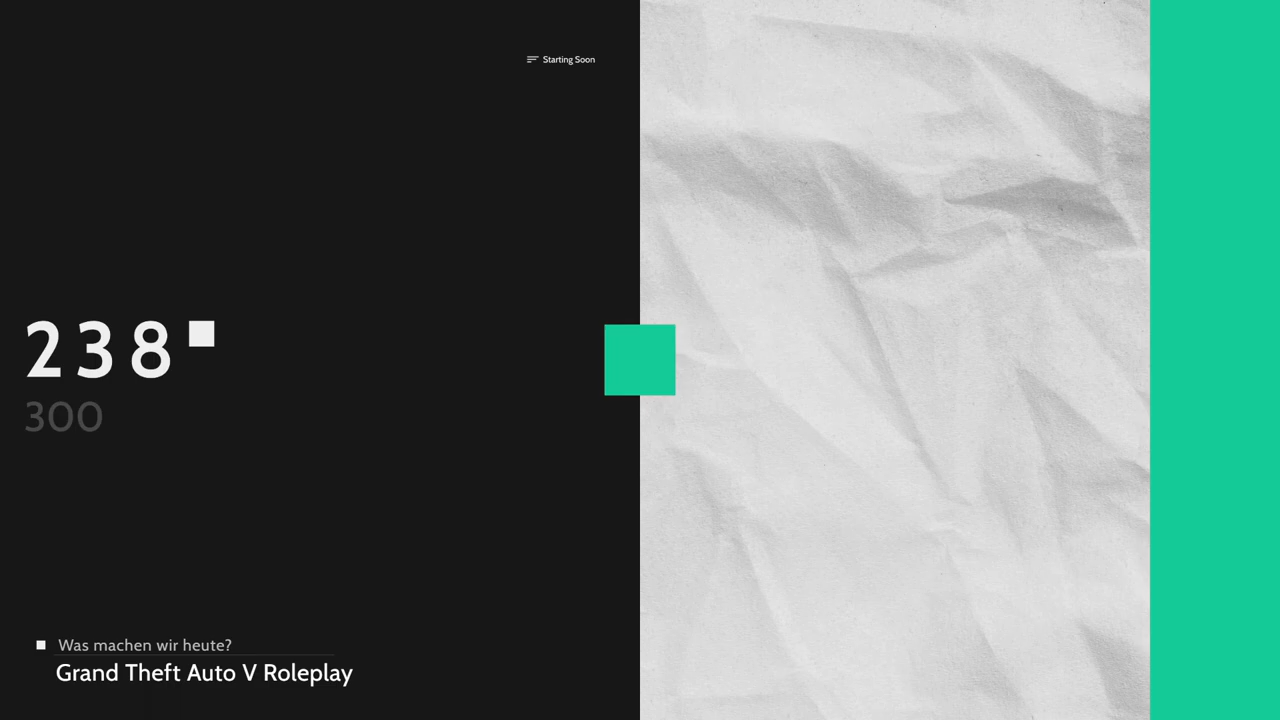 Starting Soon
238
300
Was machen wir heute?
Grand Theft Auto V Roleplay